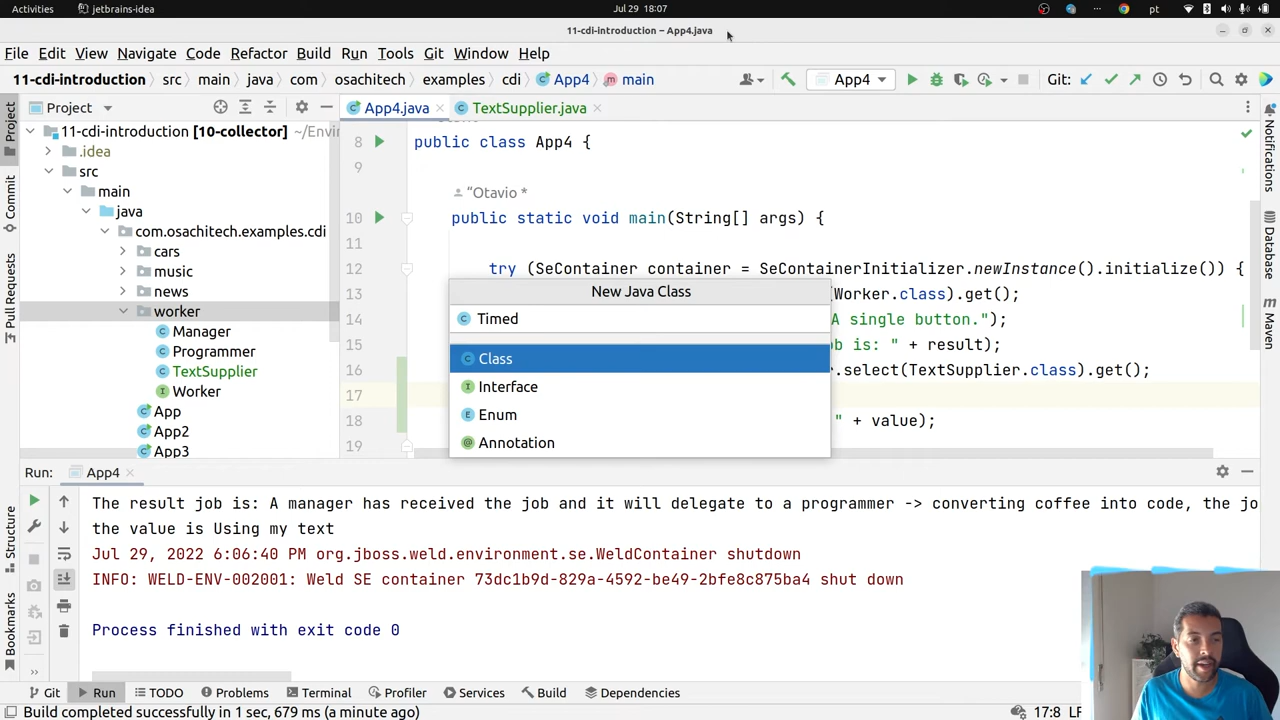 Activities jetbrains-idea Jul 29 18:07 pt
11-cdi-introduction – App4.java
File Edit View Navigate Code Refactor Build Run Tools Git Window Help
11-cdi-introduction src main java com osachitech examples cdi App4 main App4 Git:
Project App4.java TextSupplier.java
Project
Commit
Pull Requests
Structure
Bookmarks
11-cdi-introduction [10-collector] ~/Envi
.idea
src
main
java
com.osachitech.examples.cdi
cars
music
news
worker
Manager
Programmer
TextSupplier
Worker
App
App2
App3
8 public class App4 {
9
"Otavio *
10 public static void main(String[] args) {
11
12 try (SeContainer container = SeContainerInitializer.newInstance().initialize()) {
13 (Worker.class).get();
14 A single button.");
15 b is: " + result);
16 r.select(TextSupplier.class).get();
17
18 " + value);
19
New Java Class
Timed
Class
Interface
Enum
Annotation
Notifications
Database
Maven
Run: App4
The result job is: A manager has received the job and it will delegate to a programmer -> converting coffee into code, the jo
the value is Using my text
Jul 29, 2022 6:06:40 PM org.jboss.weld.environment.se.WeldContainer shutdown
INFO: WELD-ENV-002001: Weld SE container 73dc1b9d-829a-4592-be49-2bfe8c875ba4 shut down
Process finished with exit code 0
Git Run TODO Problems Terminal Profiler Services Build Dependencies
Build completed successfully in 1 sec, 679 ms (a minute ago) 17:8 LF